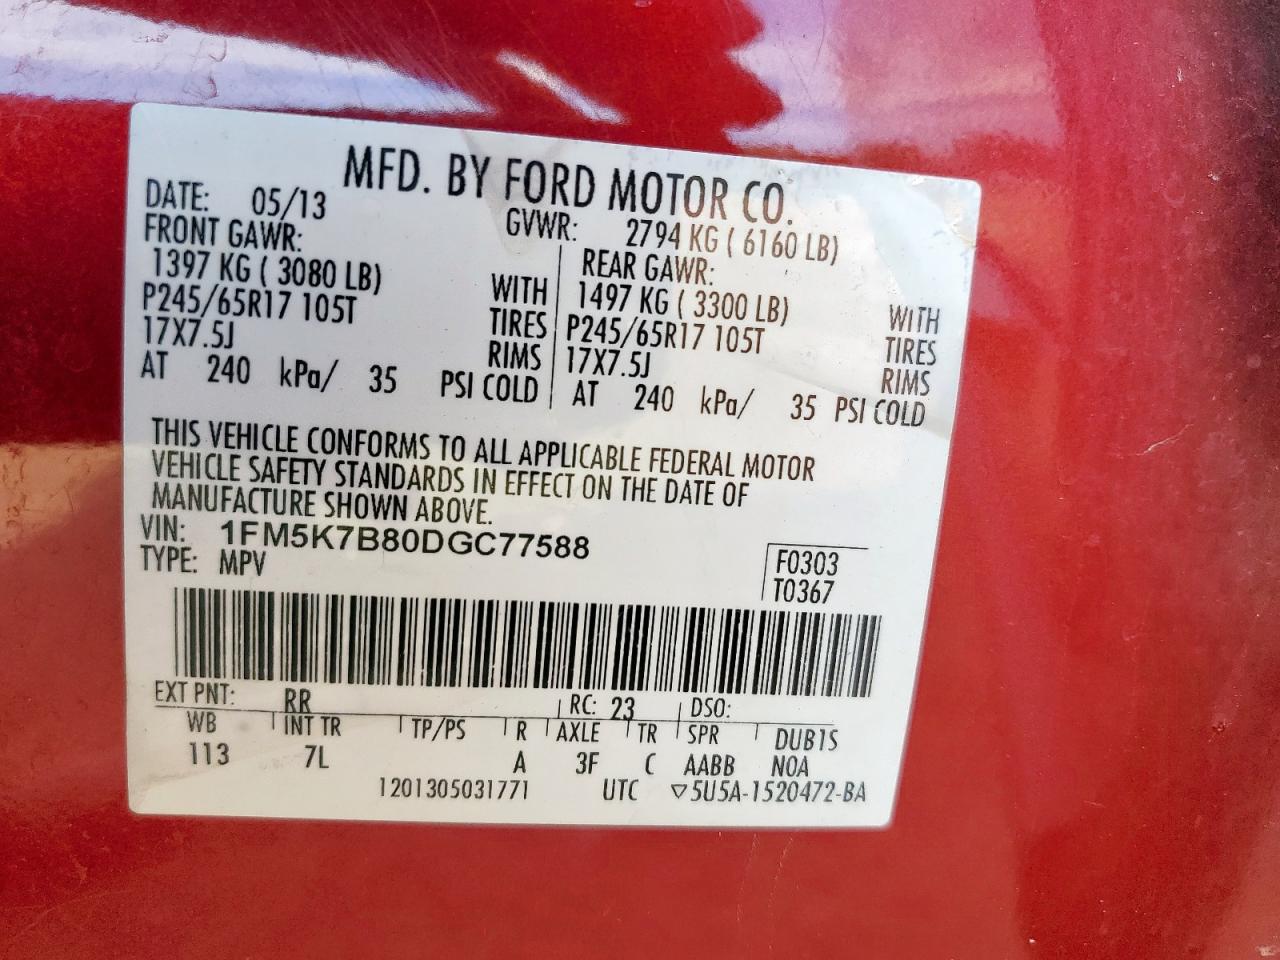 MFD. BY FORD MOTOR CO.
DATE: 05/13 GVWR: 2794 KG ( 6160 LB)
FRONT GAWR: REAR GAWR:
1397 KG ( 3080 LB) WITH 1497 KG ( 3300 LB) WITH
P245/65R17 105T TIRES P245/65R17 105T TIRES
17X7.5J RIMS 17X7.5J RIMS
AT 240 kPa/ 35 PSI COLD AT 240 kPa/ 35 PSI COLD
THIS VEHICLE CONFORMS TO ALL APPLICABLE FEDERAL MOTOR
VEHICLE SAFETY STANDARDS IN EFFECT ON THE DATE OF
MANUFACTURE SHOWN ABOVE.
VIN: 1FM5K7B80DGC77588
TYPE: MPV
F0303
T0367
EXT PNT: RR RC: 23 DSO:
WB INT TR TP/PS R AXLE TR SPR DUB1S
113 7L A 3F C AABB NOA
1201305031771 UTC ▽5U5A-1520472-BA